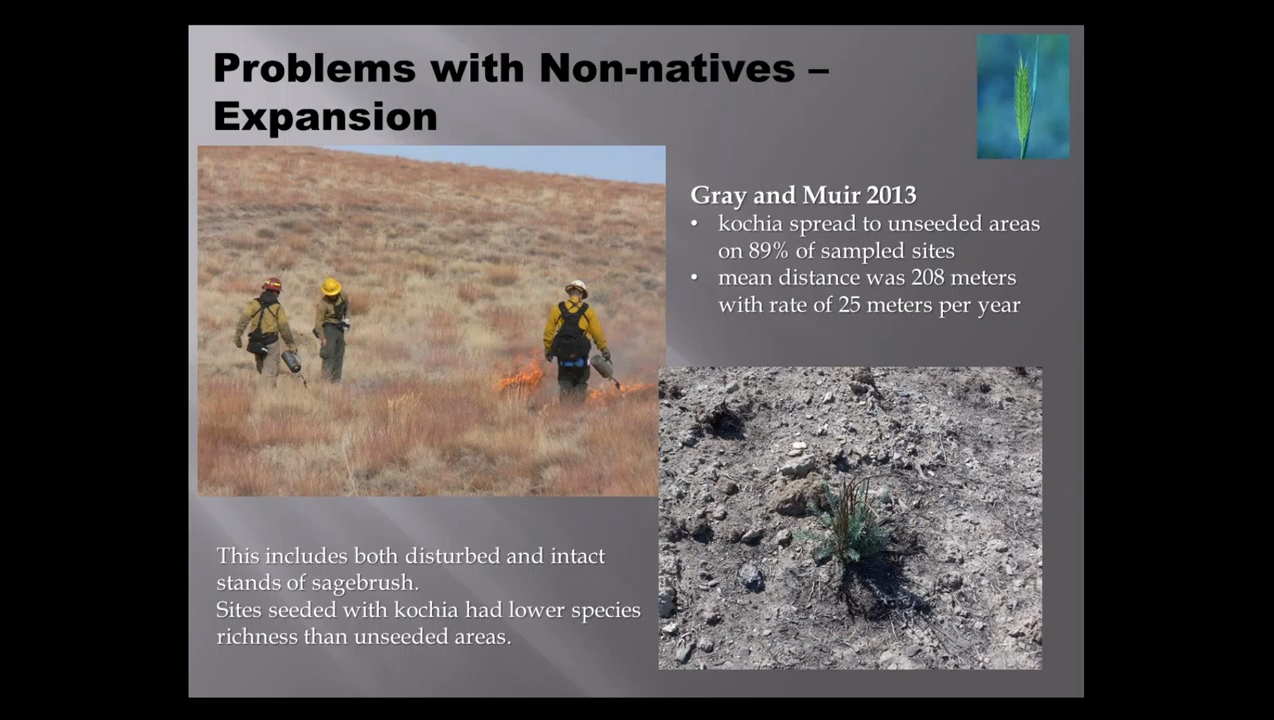 Problems with Non-natives –
Expansion
Gray and Muir 2013
• kochia spread to unseeded areas
on 89% of sampled sites
• mean distance was 208 meters
with rate of 25 meters per year
This includes both disturbed and intact
stands of sagebrush.
Sites seeded with kochia had lower species
richness than unseeded areas.